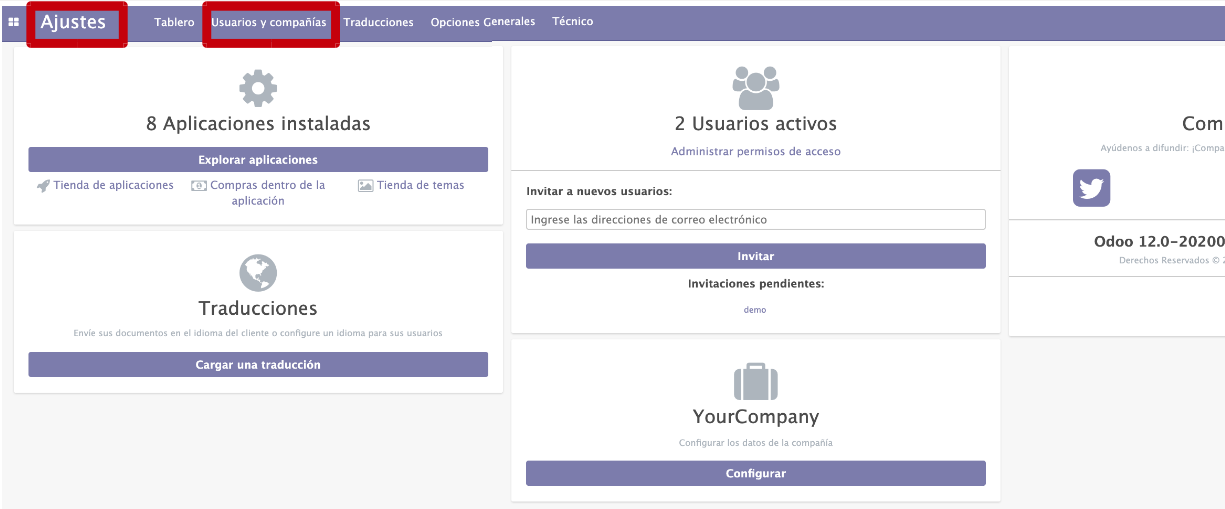 Ajustes
Tablero
Usuarios y compañías
Traducciones
Opciones Generales
Técnico
8 Aplicaciones instaladas
Explorar aplicaciones
Tienda de aplicaciones
Compras dentro de la
aplicación
Tienda de temas
Traducciones
Envíe sus documentos en el idioma del cliente o configure un idioma para sus usuarios
Cargar una traducción
2 Usuarios activos
Administrar permisos de acceso
Invitar a nuevos usuarios:
Ingrese las direcciones de correo electrónico
Invitar
Invitaciones pendientes:
demo
YourCompany
Configurar los datos de la compañía
Configurar
Com
Ayúdenos a difundir: ¡Compa
Odoo 12.0-20200
Derechos Reservados © 2